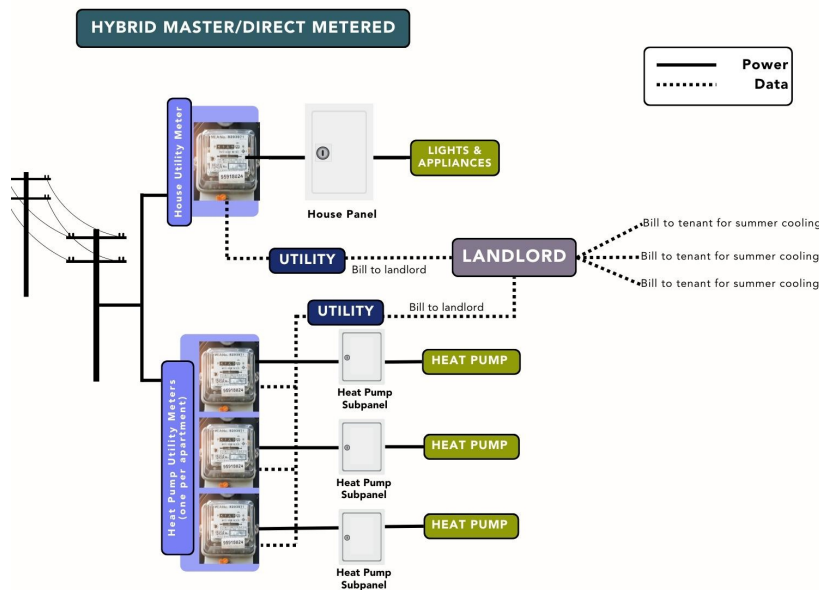 HYBRID MASTER/DIRECT METERED
Power
Data
House Utility Meter
LIGHTS &
APPLIANCES
House Panel
UTILITY
Bill to landlord
LANDLORD
Bill to tenant for summer cooling
Bill to tenant for summer cooling
Bill to tenant for summer cooling
UTILITY
Bill to landlord
Heat Pump Utility Meters
(one per apartment)
Heat Pump
Subpanel
HEAT PUMP
Heat Pump
Subpanel
HEAT PUMP
Heat Pump
Subpanel
HEAT PUMP